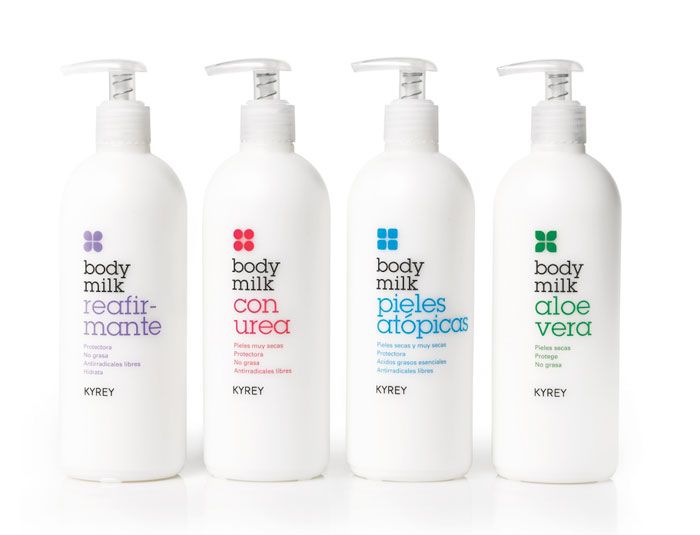 body
milk
reafir-
mante
Protectora
No grasa
Antirradicales libres
Hidrata
KYREY
body
milk
con
urea
Pieles muy secas
Protectora
No grasa
Antirradicales libres
KYREY
body
milk
pieles
atópicas
Pieles secas y muy secas
Protectora
Ácidos grasos esenciales
Antirradicales libres
KYREY
body
milk
aloe
vera
Pieles secas
Protege
No grasa
KYREY